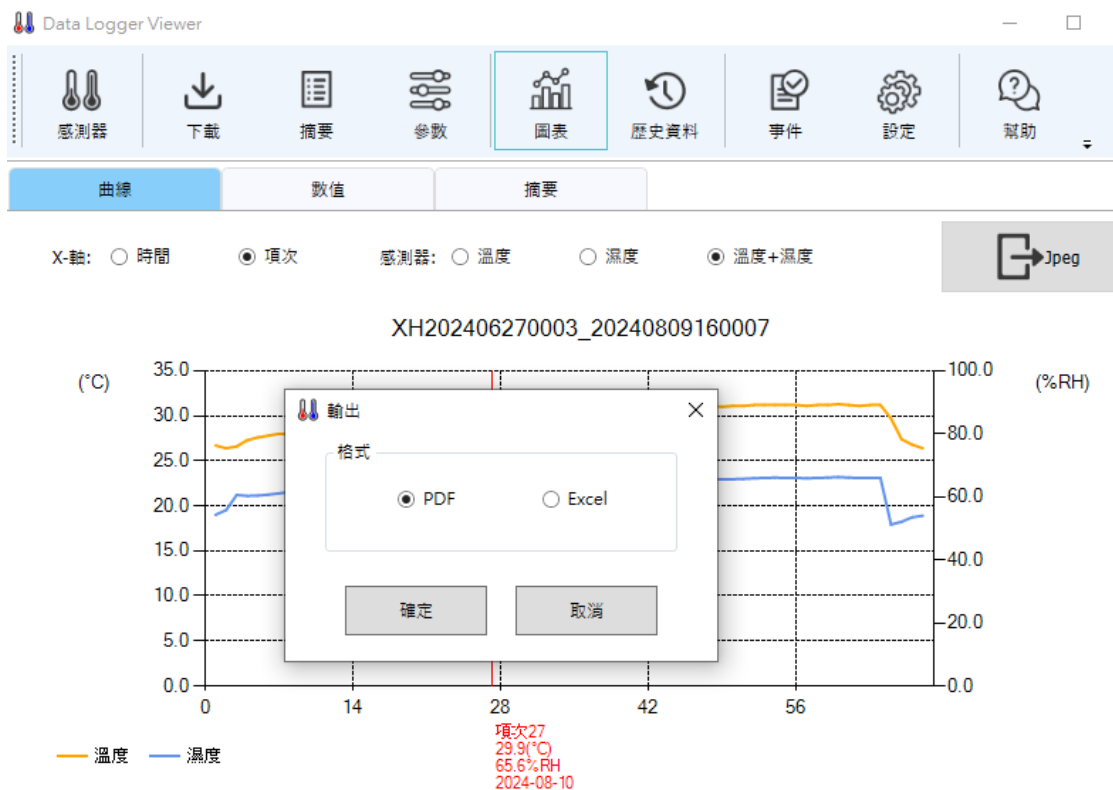 Data Logger Viewer
感測器 下載 摘要 參數 圖表 歷史資料 事件 設定 幫助
曲線 數值 摘要
X-軸: 時間 項次 感測器: 溫度 濕度 溫度+濕度 Jpeg
XH202406270003_20240809160007
(°C) 35.0 100.0 (%RH)
輸出
30.0
格式
80.0
25.0
PDF Excel
20.0 60.0
15.0
40.0
10.0
確定 取消
20.0
5.0
0.0 0.0
0 14 28 42 56
項次27
29.9(°C)
65.6%RH
2024-08-10
溫度 濕度